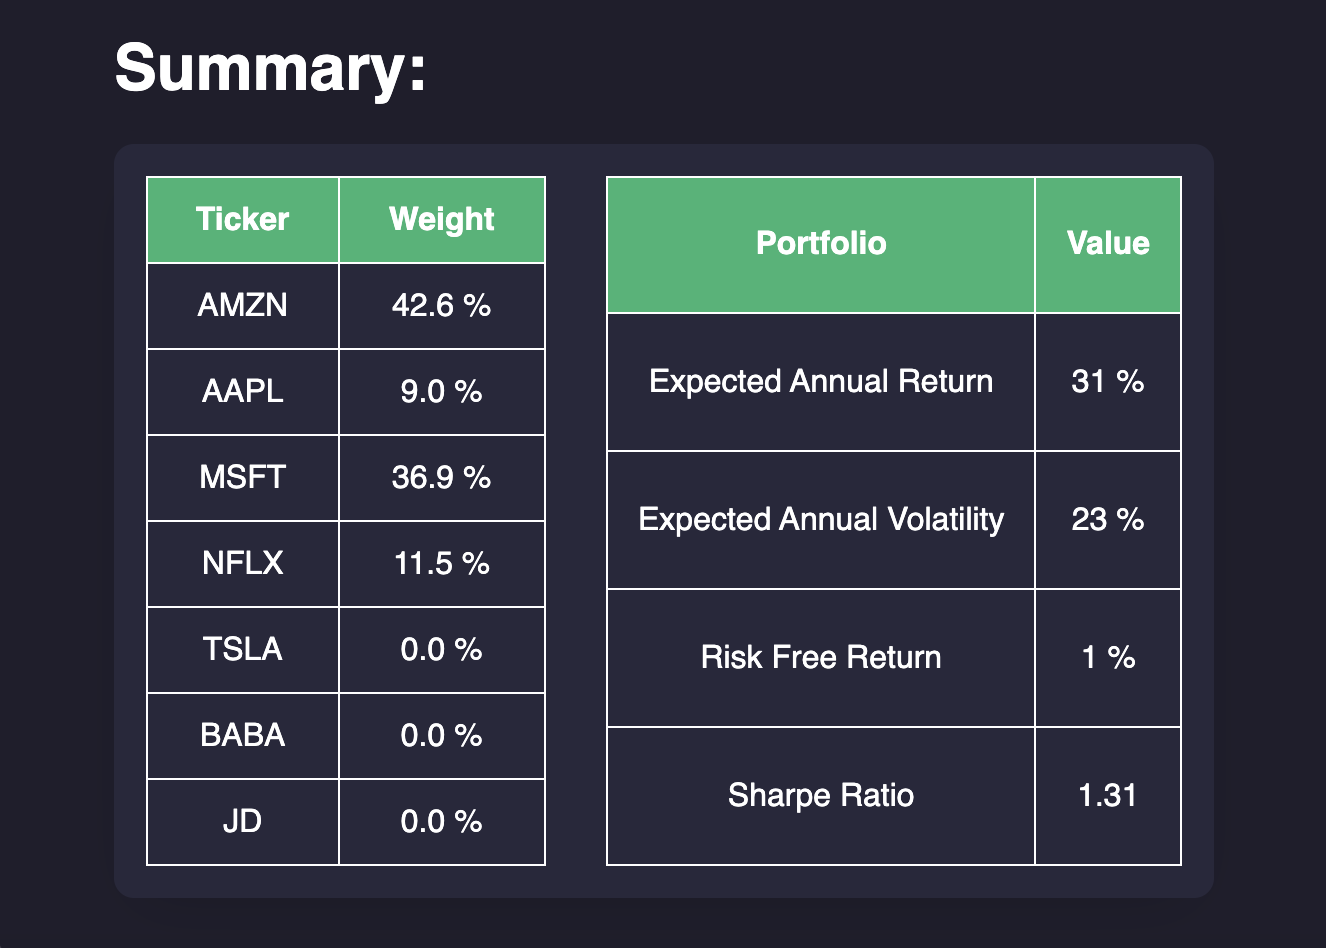 Summary:
Ticker Weight
AMZN 42.6 %
AAPL 9.0 %
MSFT 36.9 %
NFLX 11.5 %
TSLA 0.0 %
BABA 0.0 %
JD 0.0 %
Portfolio Value
Expected Annual Return 31 %
Expected Annual Volatility 23 %
Risk Free Return 1 %
Sharpe Ratio 1.31